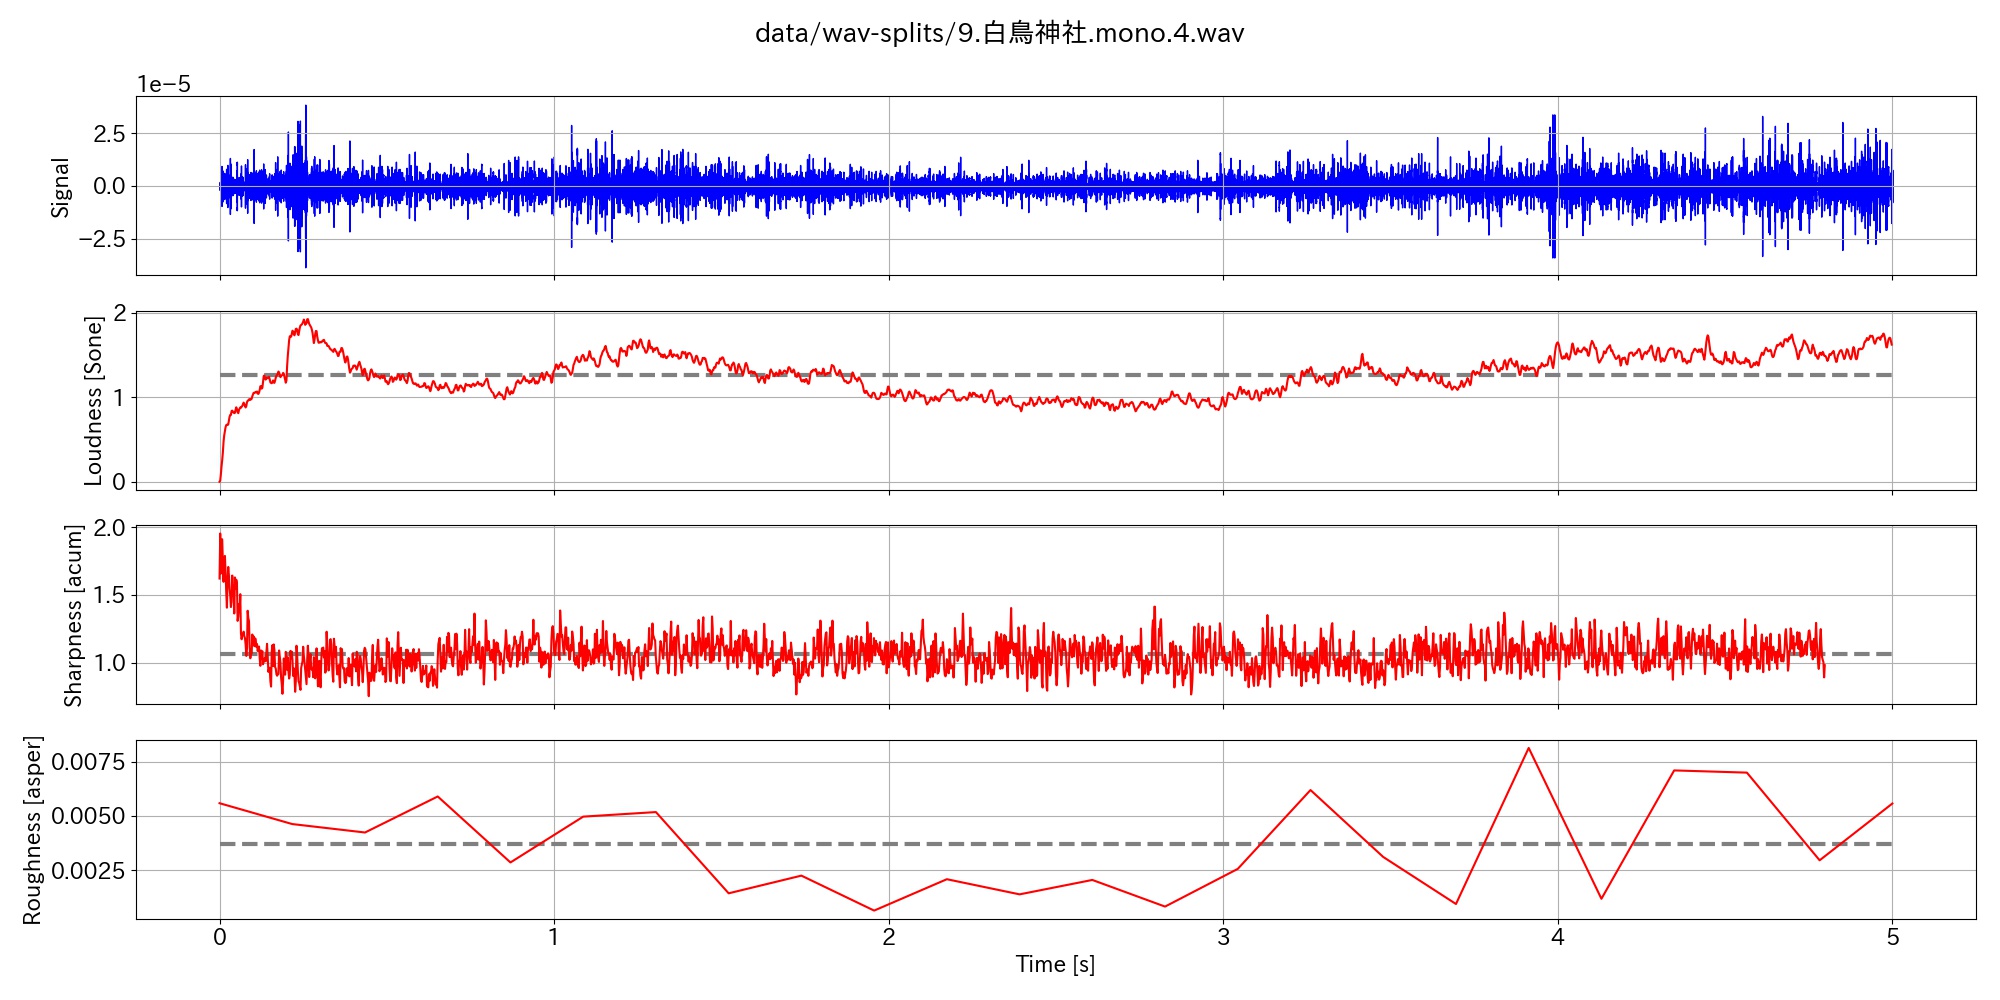 data/wav-splits/9.白鳥神社.mono.4.wav
1e−5
Signal
2.5
0.0
−2.5
Loudness [Sone]
2
1
0
Sharpness [acum]
2.0
1.5
1.0
Roughness [asper]
0.0075
0.0050
0.0025
0 1 2 3 4 5
Time [s]